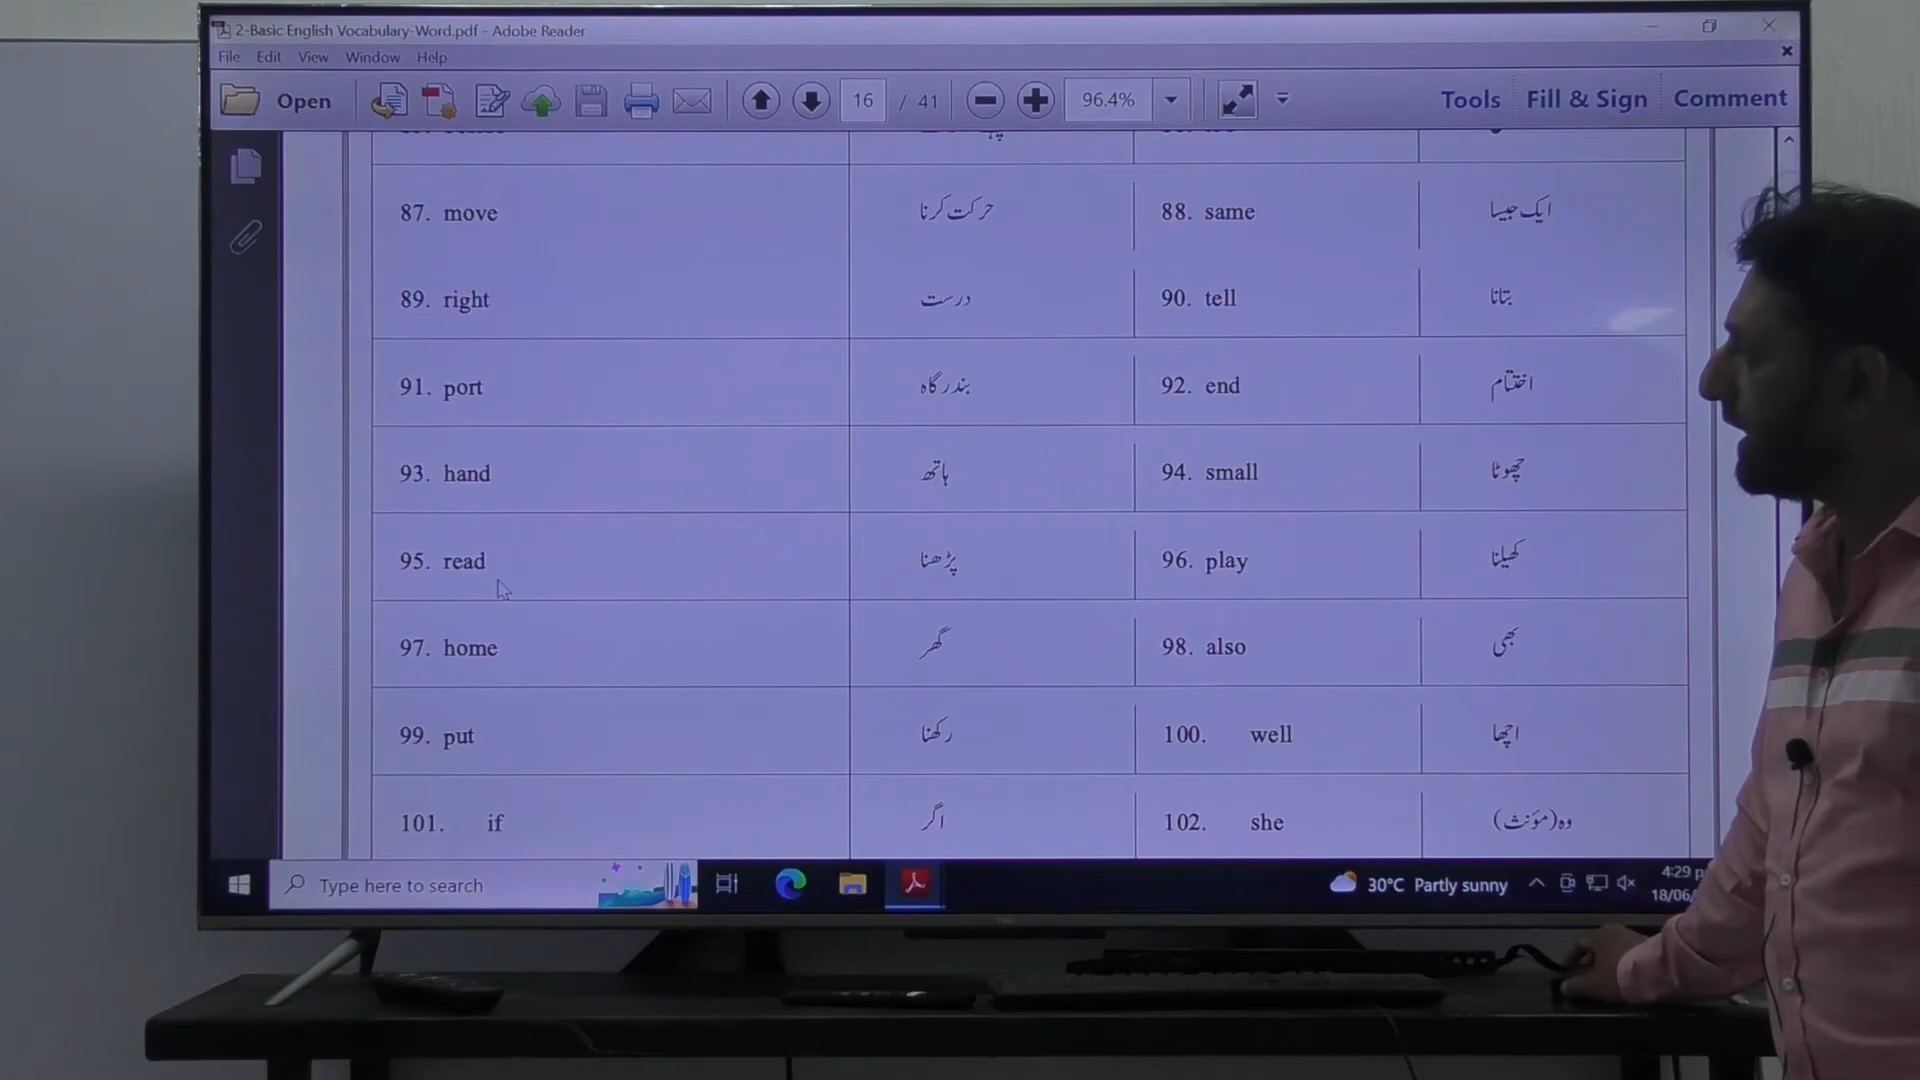 2-Basic English Vocabulary-Word.pdf - Adobe Reader
File Edit View Window Help
Open 16 / 41 96.4% Tools Fill & Sign Comment
87. move حرکت کرنا 88. same ایک جیسا
89. right درست 90. tell بتانا
91. port بندرگاہ 92. end اختتام
93. hand ہاتھ 94. small چھوٹا
95. read پڑھنا 96. play کھیلنا
97. home گھر 98. also بھی
99. put رکھنا 100. well اچھا
101. if اگر 102. she وہ (مؤنث)
Type here to search 30°C Partly sunny 4:29 p
18/06/